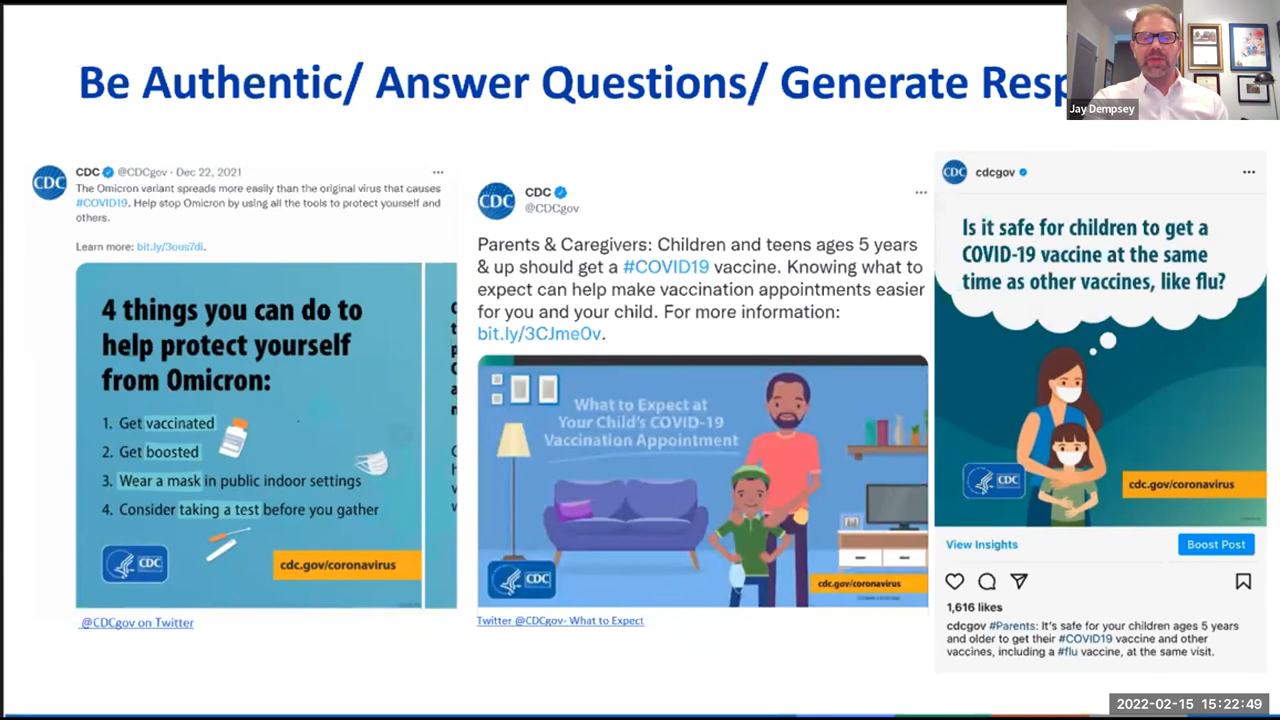 Be Authentic/ Answer Questions/ Generate Resp
Jay Dempsey
CDC @CDCgov · Dec 22, 2021
The Omicron variant spreads more easily than the original virus that causes
#COVID19. Help stop Omicron by using all the tools to protect yourself and
others.
Learn more: bit.ly/3ous7di.
4 things you can do to
help protect yourself
from Omicron:
1. Get vaccinated
2. Get boosted
3. Wear a mask in public indoor settings
4. Consider taking a test before you gather
CDC
cdc.gov/coronavirus
@CDCgov on Twitter
CDC
CDC
@CDCgov
Parents & Caregivers: Children and teens ages 5 years
& up should get a #COVID19 vaccine. Knowing what to
expect can help make vaccination appointments easier
for you and your child. For more information:
bit.ly/3CJme0v.
What to Expect at
Your Child's COVID-19
Vaccination Appointment
CDC
cdc.gov/coronavirus
Twitter @CDCgov- What to Expect
CDC
cdcgov
Is it safe for children to get a
COVID-19 vaccine at the same
time as other vaccines, like flu?
CDC
cdc.gov/coronavirus
View Insights
Boost Post
1,616 likes
cdcgov #Parents: It's safe for your children ages 5 years
and older to get their #COVID19 vaccine and other
vaccines, including a #flu vaccine, at the same visit.
2022-02-15 15:22:49